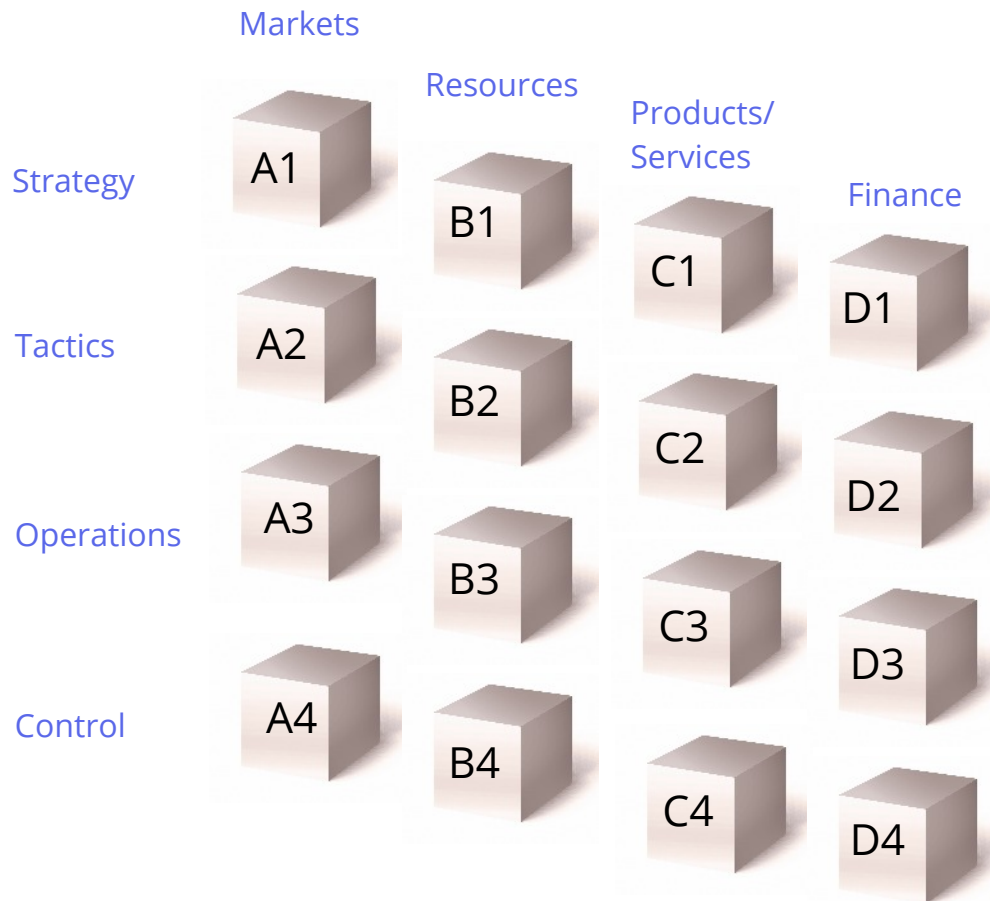 Markets
Resources
Products/
Services
Finance
Strategy
A1
B1
C1
D1
Tactics
A2
B2
C2
D2
Operations
A3
B3
C3
D3
Control
A4
B4
C4
D4